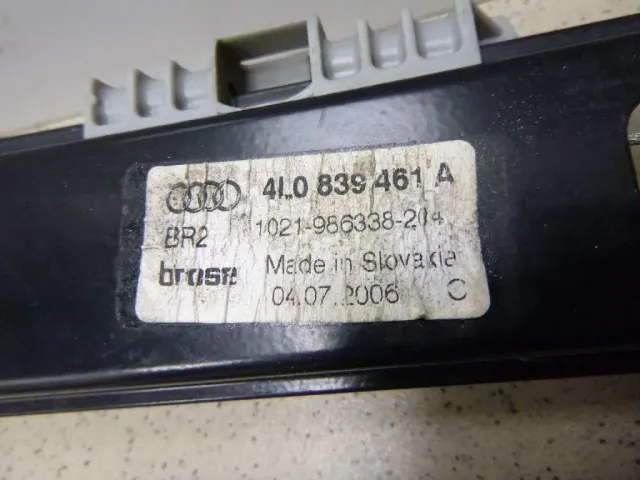 4L0 839 461 A
BR2 1021-986338-204
brose Made in Slovakia
04.07.2006 C